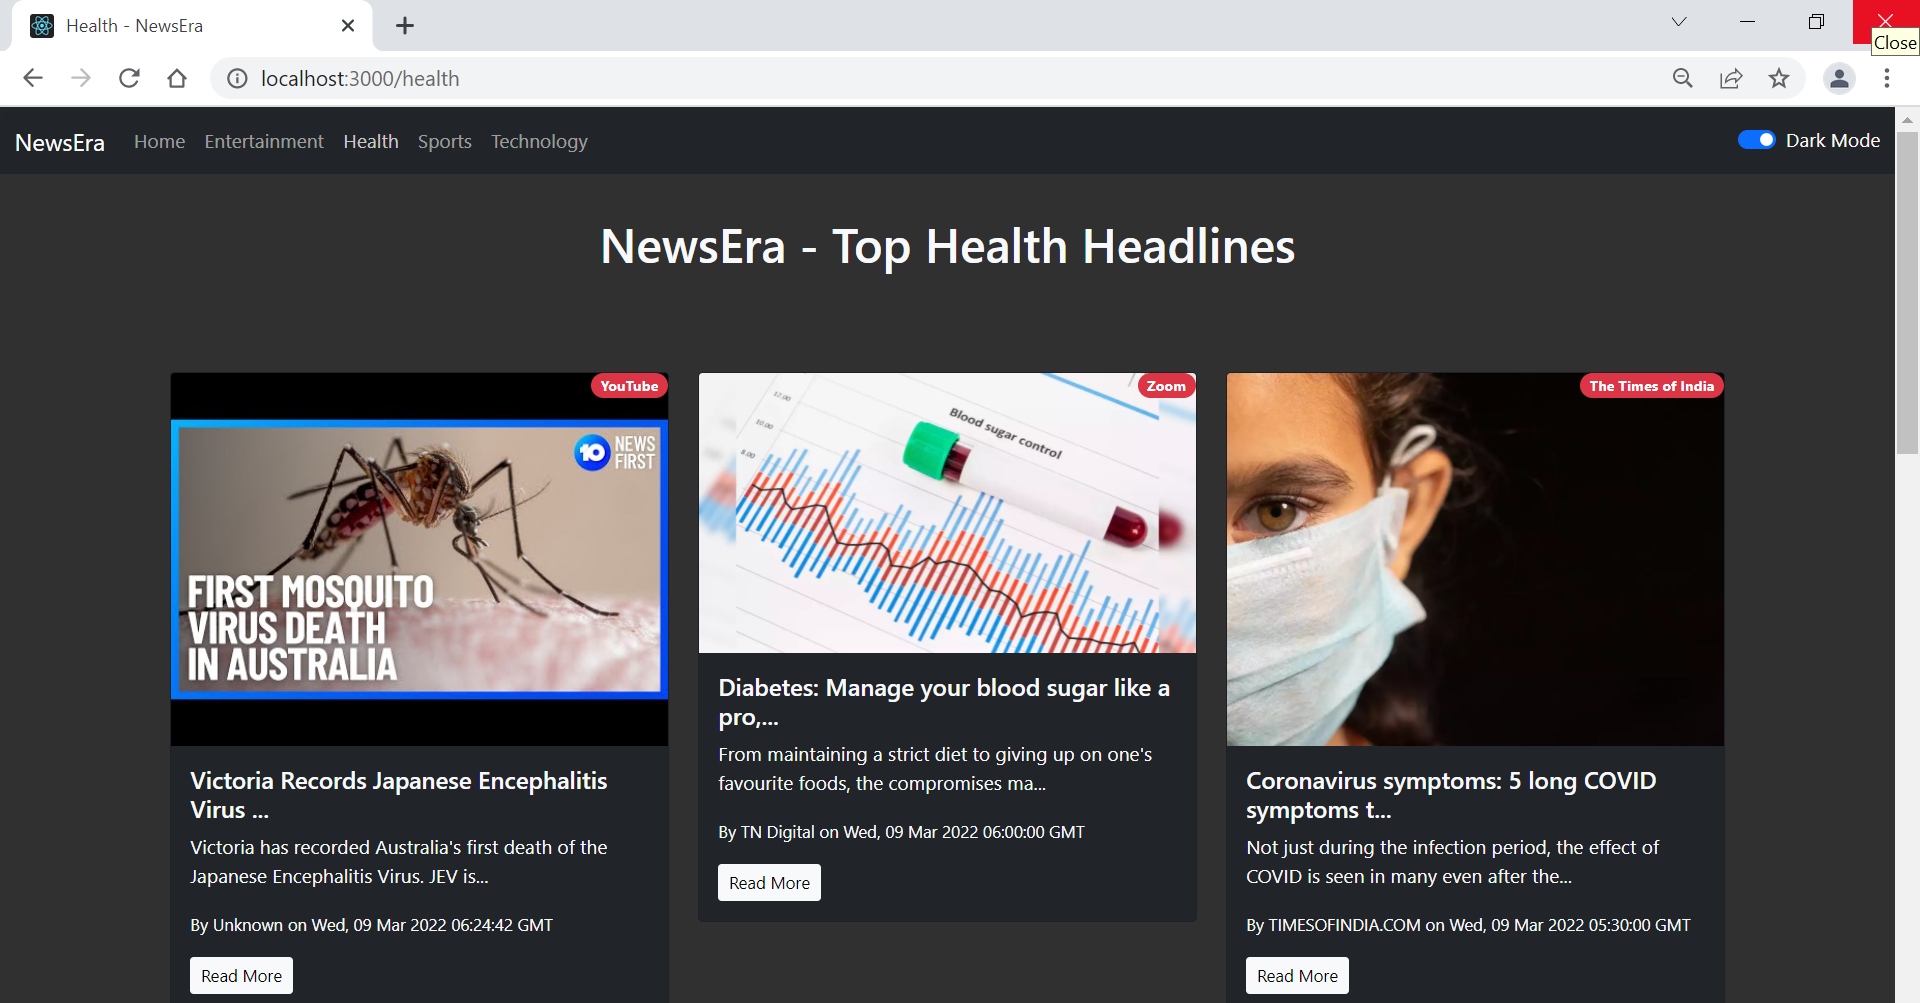 Health - NewsEra
Close
localhost:3000/health
NewsEra Home Entertainment Health Sports Technology Dark Mode
NewsEra - Top Health Headlines
YouTube
10 NEWS FIRST
FIRST MOSQUITO
VIRUS DEATH
IN AUSTRALIA
Victoria Records Japanese Encephalitis
Virus ...
Victoria has recorded Australia's first death of the
Japanese Encephalitis Virus. JEV is...
By Unknown on Wed, 09 Mar 2022 06:24:42 GMT
Read More
Zoom
Blood sugar control
12.00
10.00
8.00
Diabetes: Manage your blood sugar like a
pro,...
From maintaining a strict diet to giving up on one's
favourite foods, the compromises ma...
By TN Digital on Wed, 09 Mar 2022 06:00:00 GMT
Read More
The Times of India
Coronavirus symptoms: 5 long COVID
symptoms t...
Not just during the infection period, the effect of
COVID is seen in many even after the...
By TIMESOFINDIA.COM on Wed, 09 Mar 2022 05:30:00 GMT
Read More